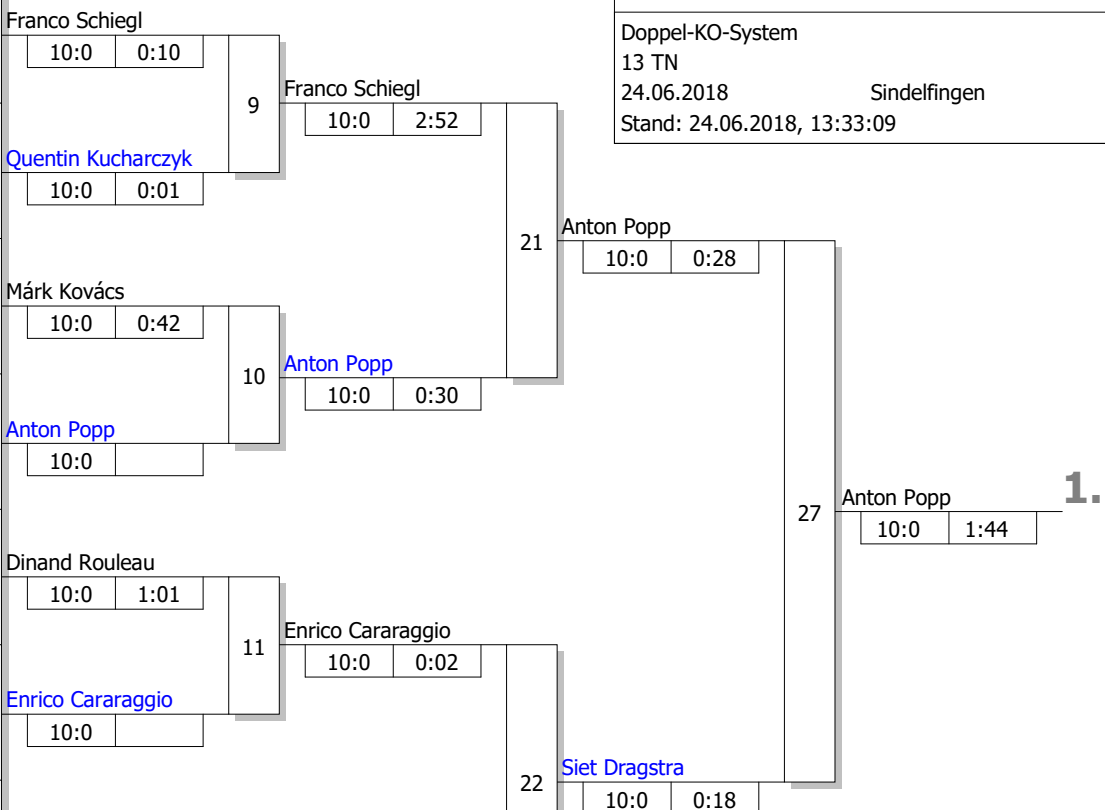 Doppel-KO-System
13 TN
24.06.2018 Sindelfingen
Stand: 24.06.2018, 13:33:09
Franco Schiegl
10:0 0:10
9
Franco Schiegl
10:0 2:52
Quentin Kucharczyk
10:0 0:01
21
Anton Popp
10:0 0:28
Márk Kovács
10:0 0:42
10
Anton Popp
10:0 0:30
Anton Popp
10:0
27
Anton Popp
10:0 1:44
1.
Dinand Rouleau
10:0 1:01
11
Enrico Cararaggio
10:0 0:02
Enrico Cararaggio
10:0
22
Siet Dragstra
10:0 0:18